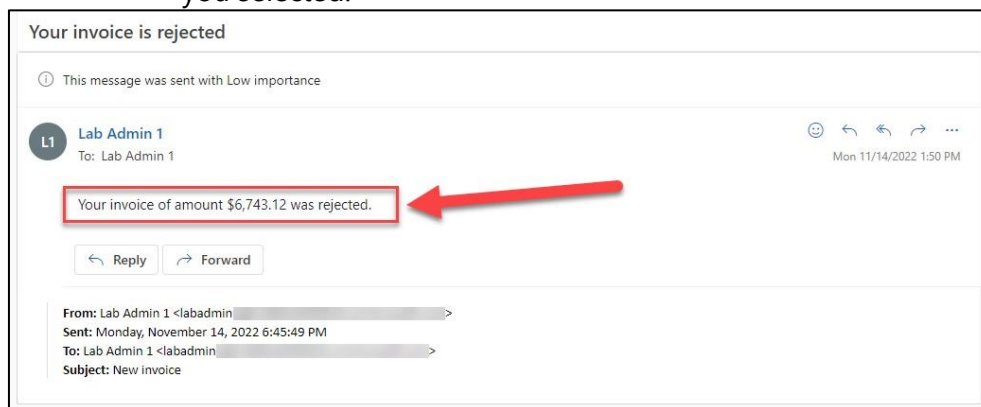 you selected.
Your invoice is rejected
This message was sent with Low importance
L1
Lab Admin 1
To: Lab Admin 1
Mon 11/14/2022 1:50 PM
Your invoice of amount $6,743.12 was rejected.
Reply
Forward
From: Lab Admin 1 <labadmin >
Sent: Monday, November 14, 2022 6:45:49 PM
To: Lab Admin 1 <labadmin >
Subject: New invoice